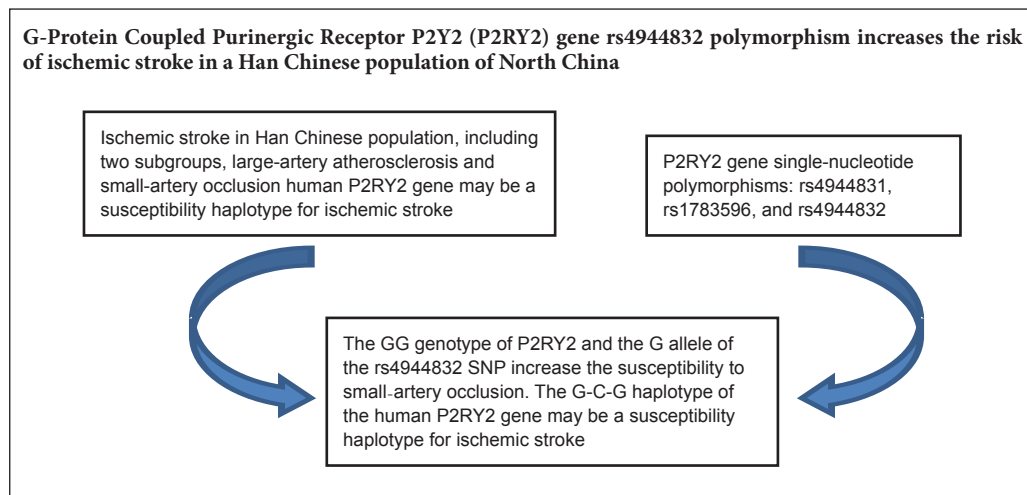 G-Protein Coupled Purinergic Receptor P2Y2 (P2RY2) gene rs4944832 polymorphism increases the risk
of ischemic stroke in a Han Chinese population of North China
Ischemic stroke in Han Chinese population, including
two subgroups, large-artery atherosclerosis and
small-artery occlusion human P2RY2 gene may be a
susceptibility haplotype for ischemic stroke
P2RY2 gene single-nucleotide
polymorphisms: rs4944831,
rs1783596, and rs4944832
The GG genotype of P2RY2 and the G allele of
the rs4944832 SNP increase the susceptibility to
small-artery occlusion. The G-C-G haplotype of
the human P2RY2 gene may be a susceptibility
haplotype for ischemic stroke